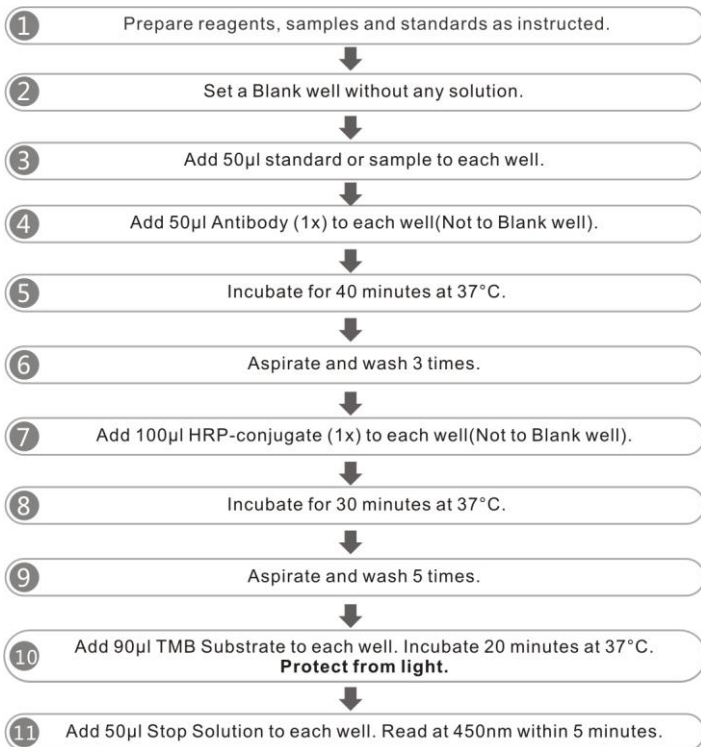 1 Prepare reagents, samples and standards as instructed.
2 Set a Blank well without any solution.
3 Add 50µl standard or sample to each well.
4 Add 50µl Antibody (1x) to each well(Not to Blank well).
5 Incubate for 40 minutes at 37°C.
6 Aspirate and wash 3 times.
7 Add 100µl HRP-conjugate (1x) to each well(Not to Blank well).
8 Incubate for 30 minutes at 37°C.
9 Aspirate and wash 5 times.
10 Add 90µl TMB Substrate to each well. Incubate 20 minutes at 37°C.
Protect from light.
11 Add 50µl Stop Solution to each well. Read at 450nm within 5 minutes.